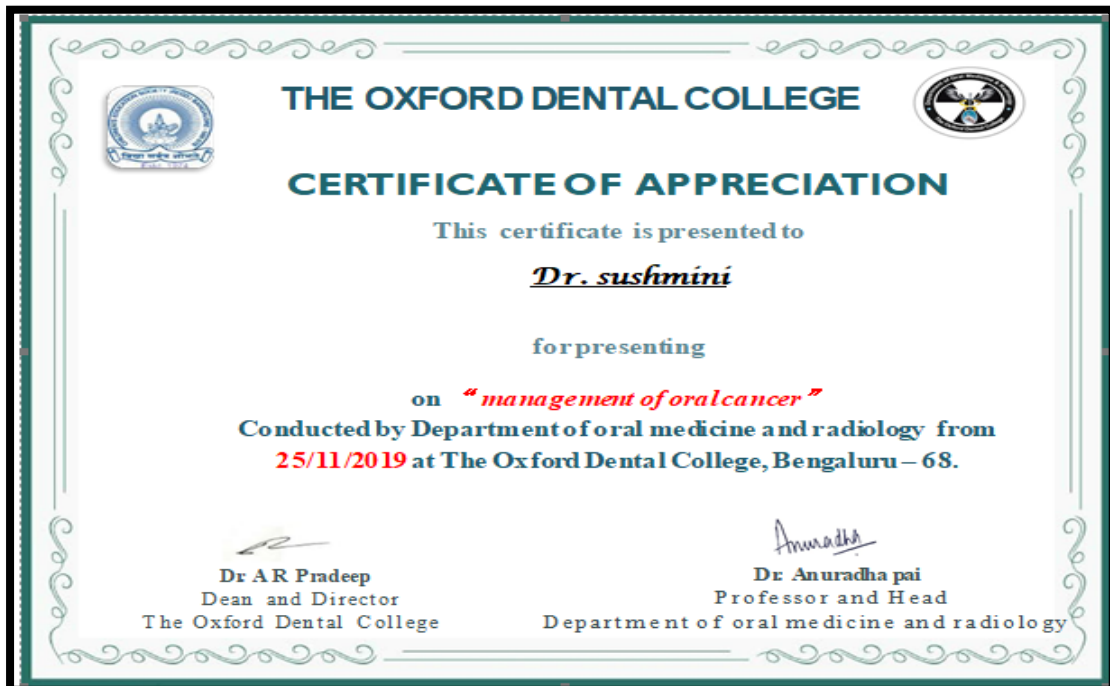 THE OXFORD DENTAL COLLEGE
CERTIFICATE OF APPRECIATION
This certificate is presented to
Dr. sushmini
for presenting
on “management of oral cancer”
Conducted by Department of oral medicine and radiology from
25/11/2019 at The Oxford Dental College, Bengaluru – 68.
Anuradha
Dr A R Pradeep
Dean and Director
The Oxford Dental College
Dr. Anuradha pai
Professor and Head
Department of oral medicine and radiology